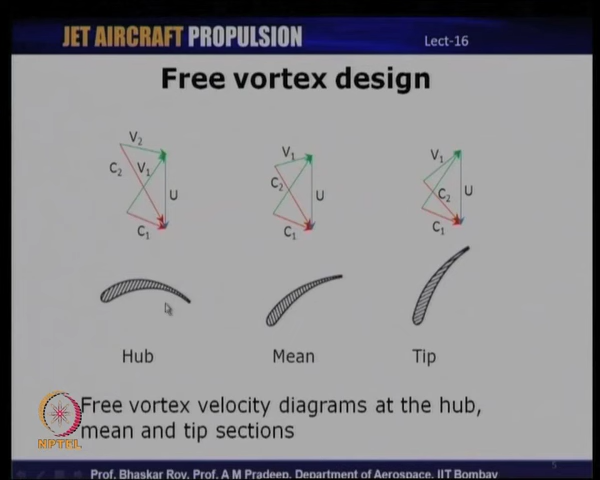 JET AIRCRAFT PROPULSION
Lect-16
Free vortex design
V2
C2
V1
U
C1
V1
C2
U
C1
V1
C2
U
C1
Hub
Mean
Tip
Free vortex velocity diagrams at the hub,
mean and tip sections
NPTEL
5
Prof. Bhaskar Roy, Prof. A M Pradeep, Department of Aerospace, IIT Bombay